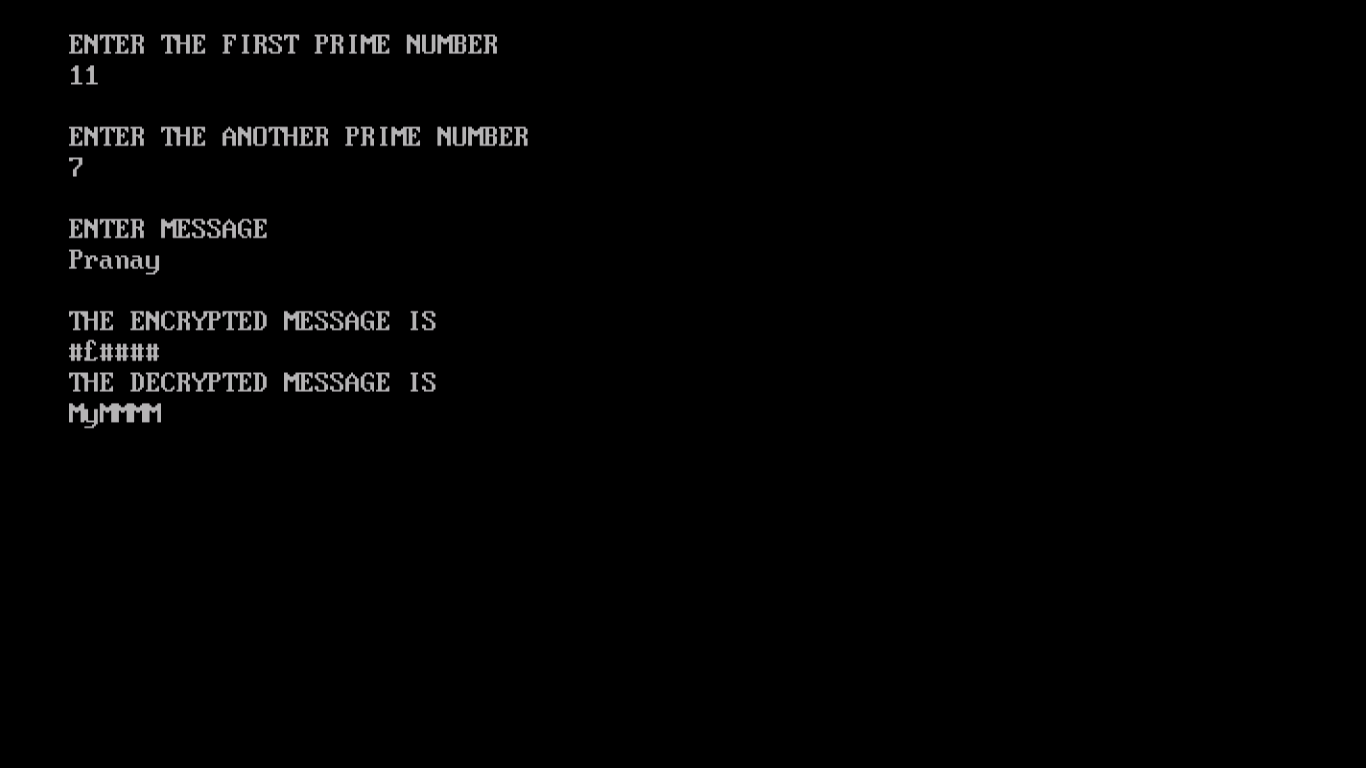 ENTER THE FIRST PRIME NUMBER
11
ENTER THE ANOTHER PRIME NUMBER
7
ENTER MESSAGE
Pranay
THE ENCRYPTED MESSAGE IS
#£####
THE DECRYPTED MESSAGE IS
MyMMMM